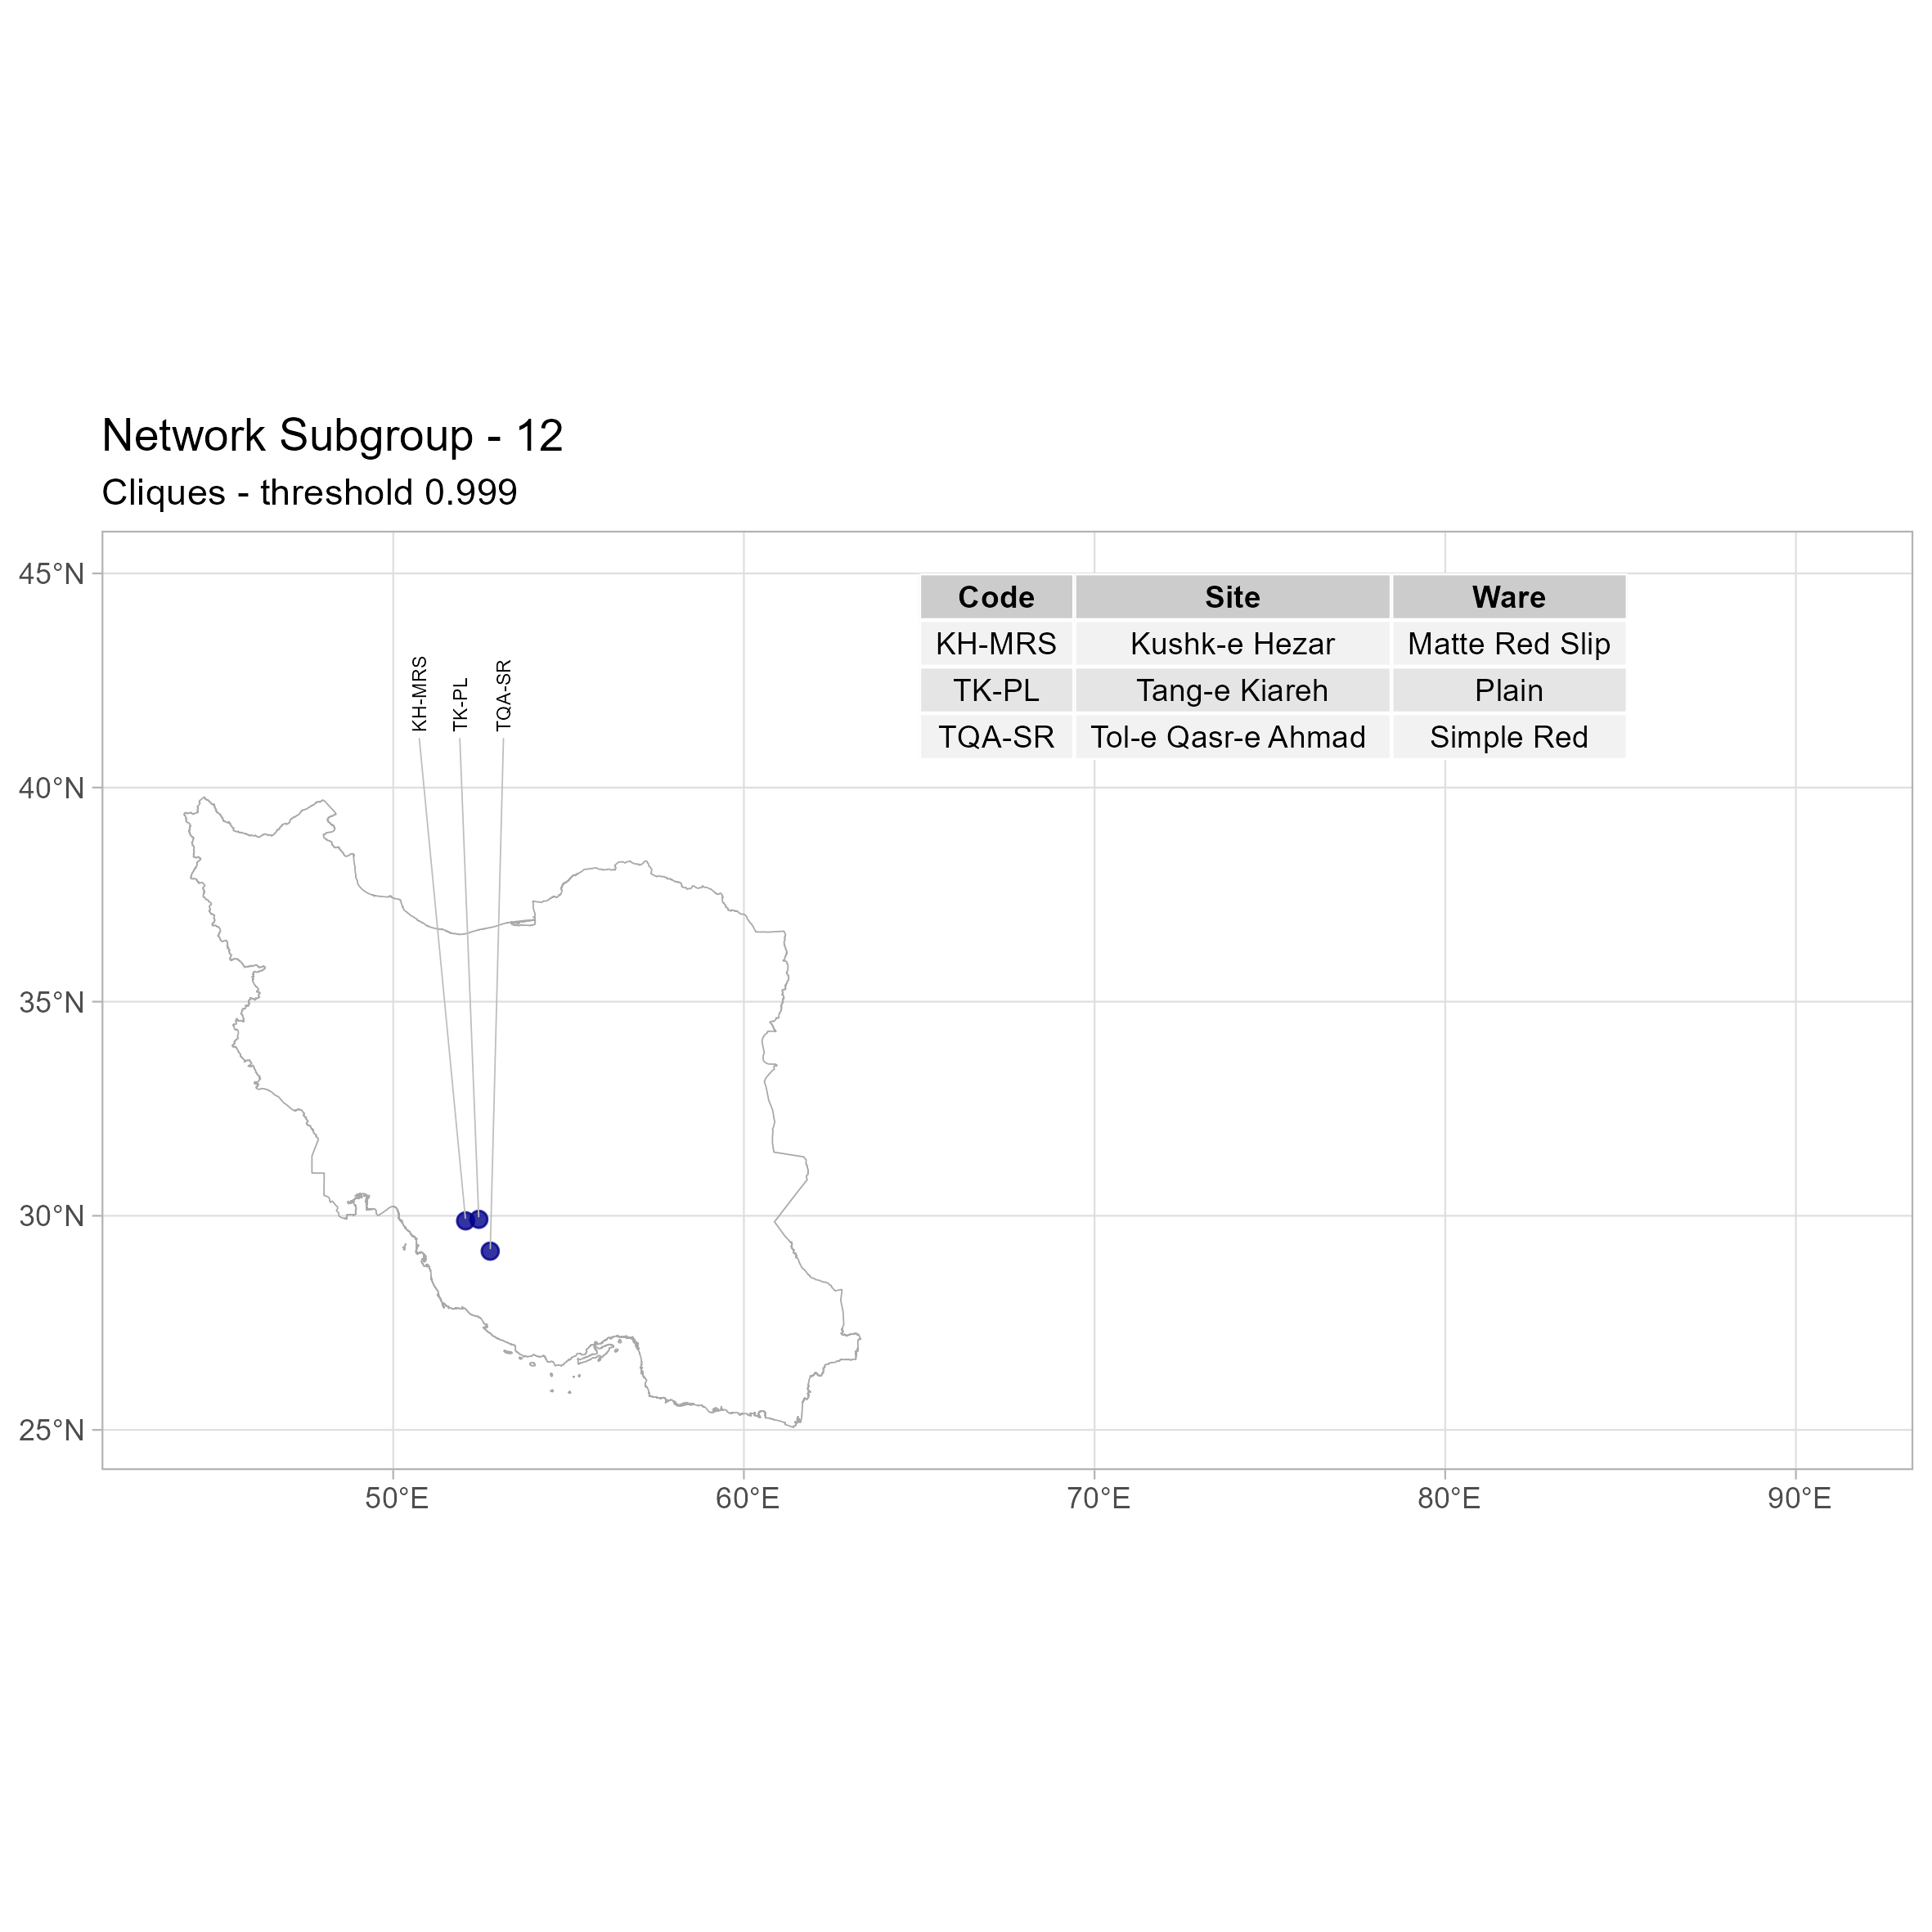 Network Subgroup - 12
Cliques - threshold 0.999
45°N
40°N
35°N
30°N
25°N
KH-MRS
TK-PL
TQA-SR
Code Site Ware
KH-MRS Kushk-e Hezar Matte Red Slip
TK-PL Tang-e Kiareh Plain
TQA-SR Tol-e Qasr-e Ahmad Simple Red
50°E 60°E 70°E 80°E 90°E